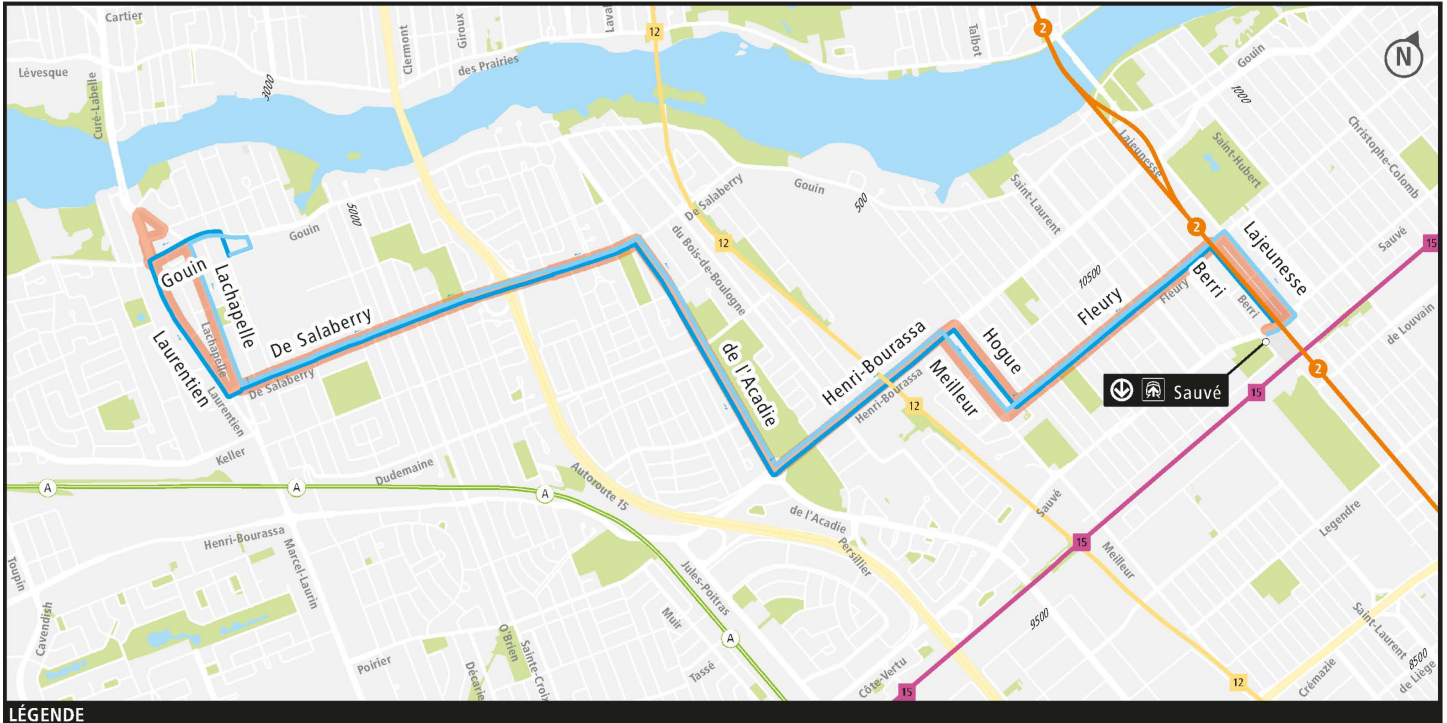 Cartier
Lévesque
Curé-Labelle
3000
Clermont
Giroux
des Prairies
Laval
12
Talbot
2
Gouin
N
1000
Christophe-Colomb
Saint-Hubert
Lajeunesse
5000
Gouin
De Salaberry
Gouin
500
Saint-Laurent
12
du Bois-de-Boulogne
2
Lajeunesse
Sauvé
15
Gouin
Lachapelle
Lachapelle
Laurentien
De Salaberry
De Salaberry
Laurentien
10500
Fleury
Fleury
Berri
Berri
de Louvain
de l'Acadie
Henri-Bourassa
Henri-Bourassa
Hogue
Meilleur
12
Sauvé
15
2
Keller
Dudemaine
A
A
A
Autoroute 15
de l'Acadie
Persillier
Sauvé
Legendre
15
Meilleur
Henri-Bourassa
Marcel-Laurin
Toupin
Cavendish
Jules-Poitras
Muir
A
9500
Poirier
O'Brien
Décarie
Sainte-Croix
Tassé
Côte-Vertu
15
12
Crémazie
Saint-Laurent
8500
de Liège
LÉGENDE